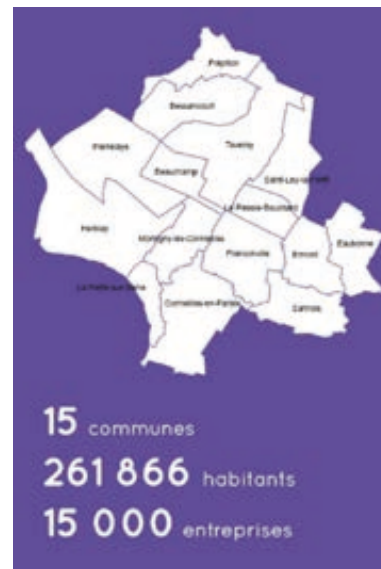 Frépillon
Bessancourt
Pierrelaye
Taverny
Beauchamp
Saint-Leu-la-Forêt
Le Plessis-Bouchard
Herblay
Montigny-lès-Cormeilles
Franconville
Ermont
Eaubonne
La Frette-sur-Seine
Cormeilles-en-Parisis
Sannois
15 communes
261 866 habitants
15 000 entreprises